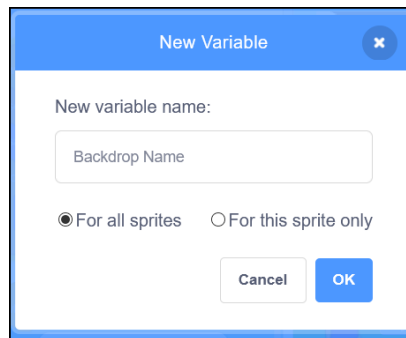 New Variable
New variable name:
Backdrop Name
For all sprites For this sprite only
Cancel OK